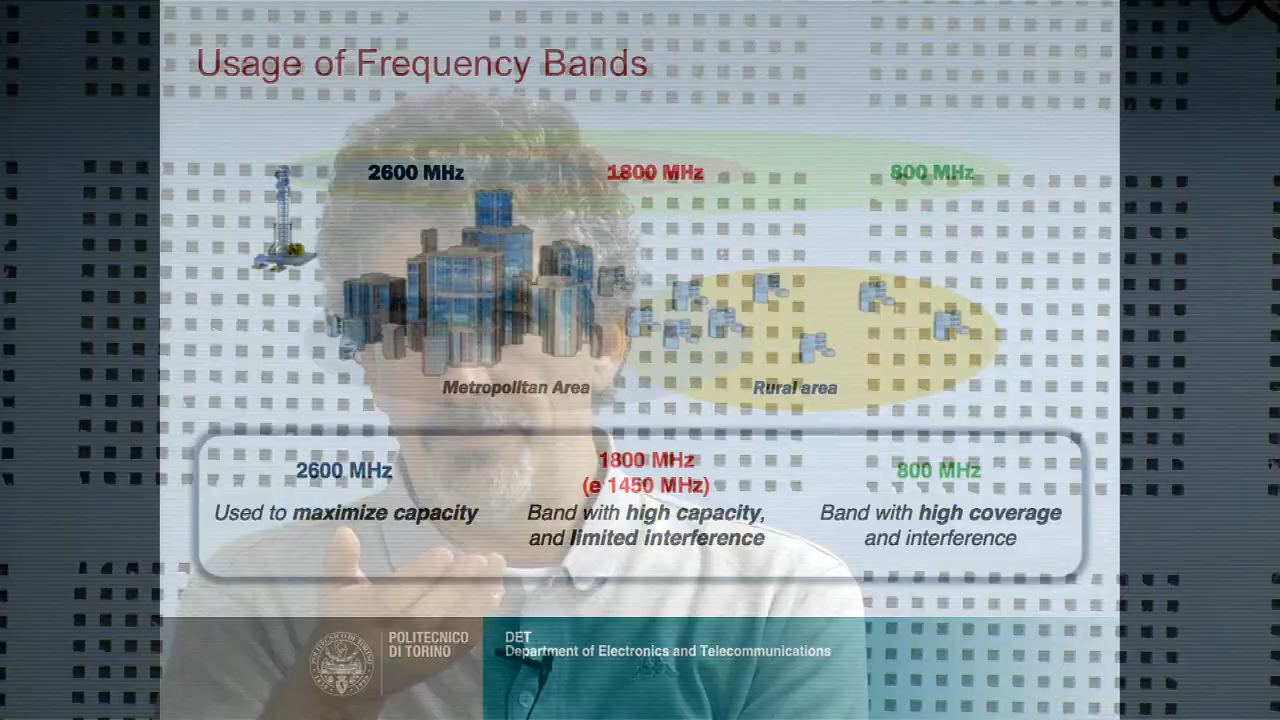 Usage of Frequency Bands
2600 MHz
1800 MHz
800 MHz
Metropolitan Area
Rural area
2600 MHz
Used to maximize capacity
1800 MHz
(e 1450 MHz)
Band with high capacity,
and limited interference
800 MHz
Band with high coverage
and interference
POLITECNICO
DI TORINO
DET
Department of Electronics and Telecommunications